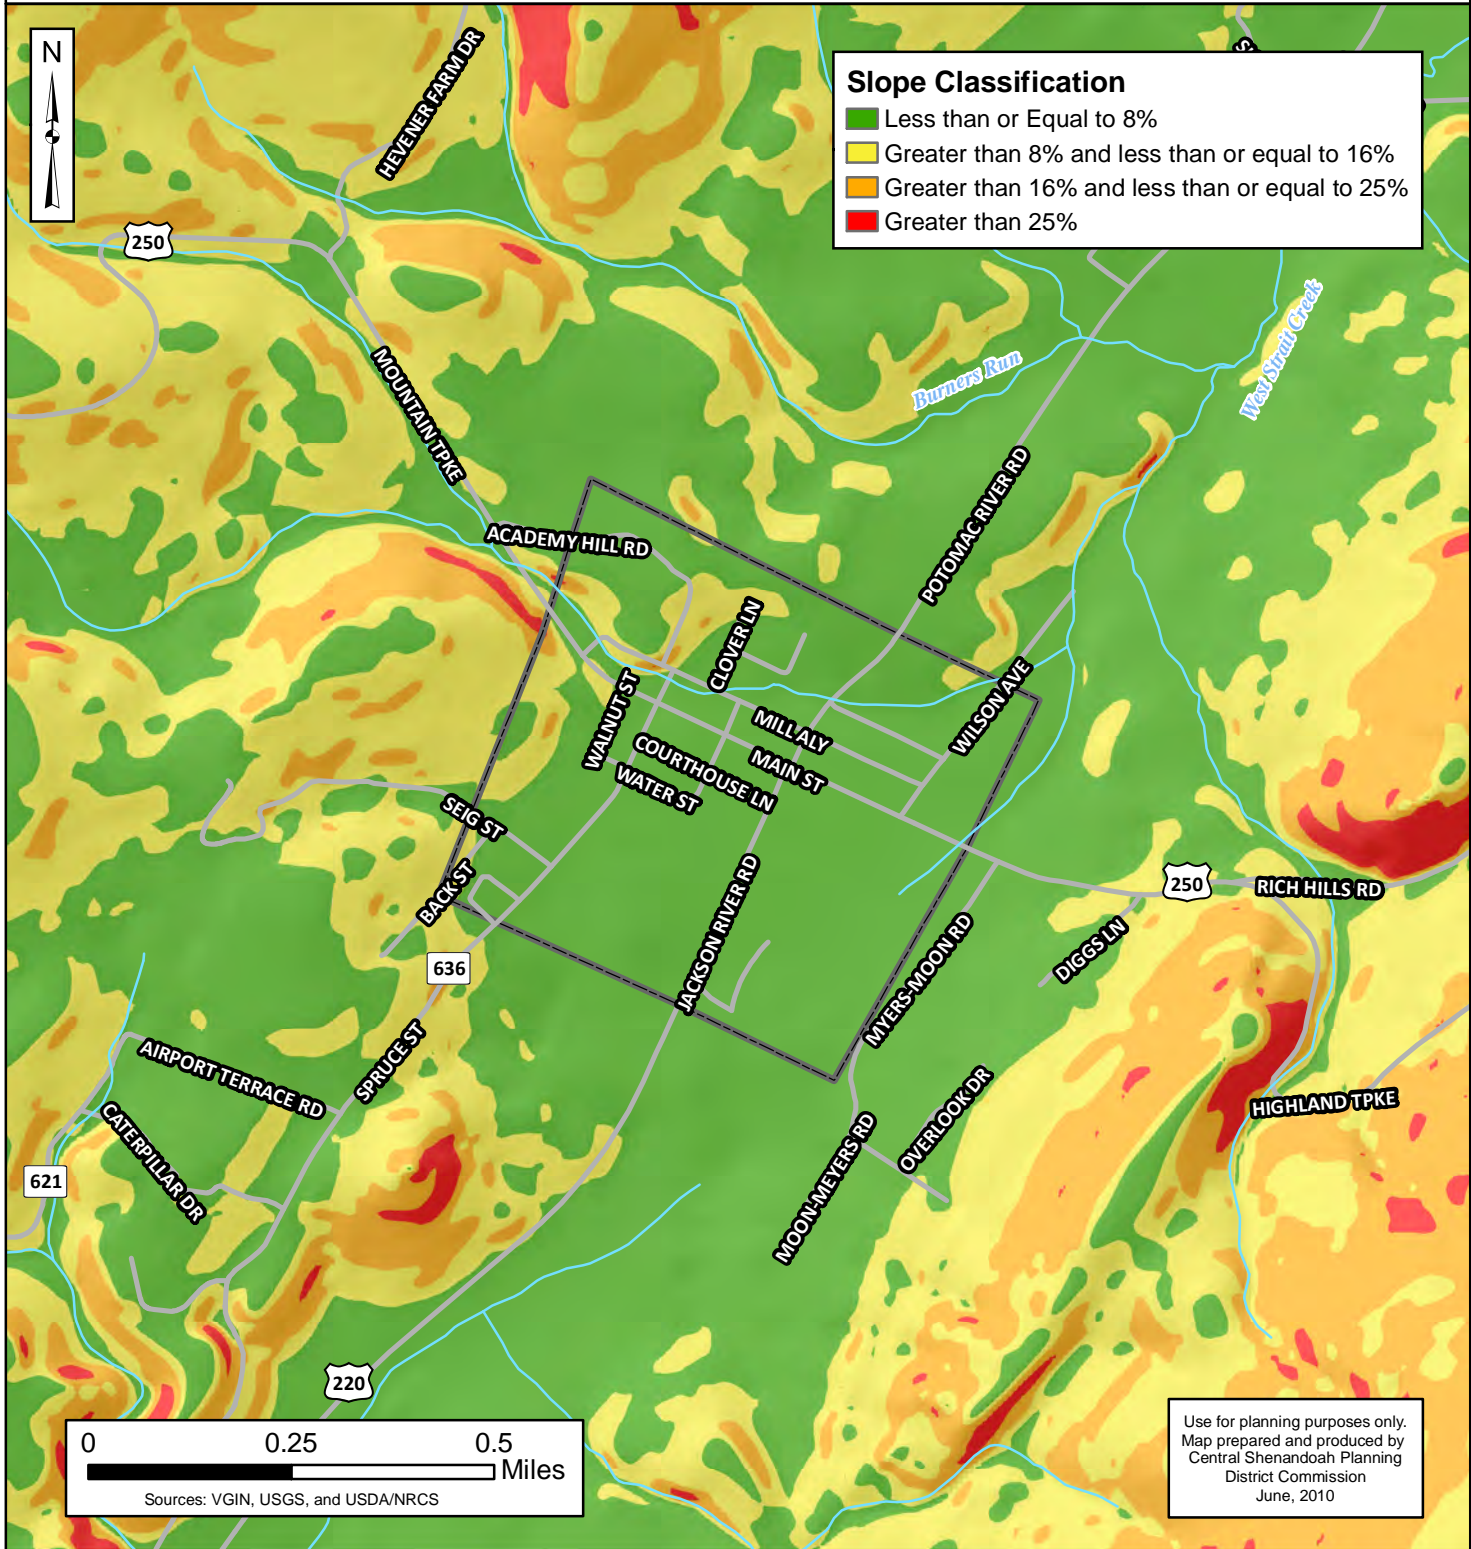 N
Slope Classification
Less than or Equal to 8%
Greater than 8% and less than or equal to 16%
Greater than 16% and less than or equal to 25%
Greater than 25%
HEVENER FARM DR
250
MOUNTAIN TPKE
Burners Run
West Strait Creek
POTOMAC RIVER RD
ACADEMY HILL RD
CLOVER LN
WALNUT ST
WILSON AVE
MILL ALY
MAIN ST
COURTHOUSE LN
WATER ST
SEIG ST
BACK ST
JACKSON RIVER RD
250
RICH HILLS RD
DIGGS LN
MYERS-MOON RD
636
SPRUCE ST
AIRPORT TERRACE RD
CATERPILLAR DR
621
OVERLOOK DR
MOON-MEYERS RD
HIGHLAND TPKE
220
0 0.25 0.5
Miles
Sources: VGIN, USGS, and USDA/NRCS
Use for planning purposes only.
Map prepared and produced by
Central Shenandoah Planning
District Commission
June, 2010